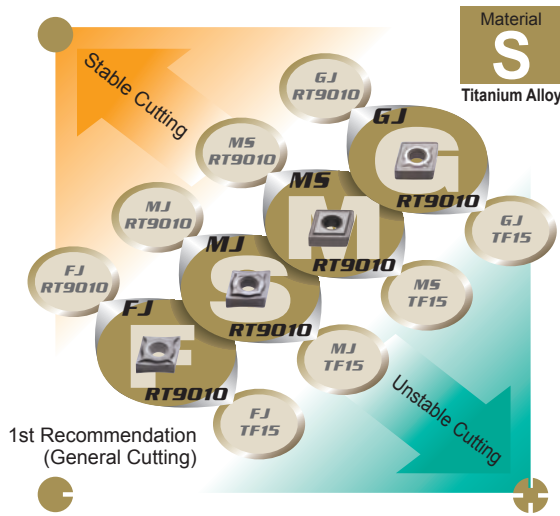 Material
S
Titanium Alloy
Stable Cutting
GJ
RT9010
MS
RT9010
MJ
RT9010
FJ
RT9010
GJ
G
RT9010
MS
M
RT9010
MJ
S
RT9010
FJ
F
RT9010
GJ
TF15
MS
TF15
MJ
TF15
FJ
TF15
Unstable Cutting
1st Recommendation
(General Cutting)